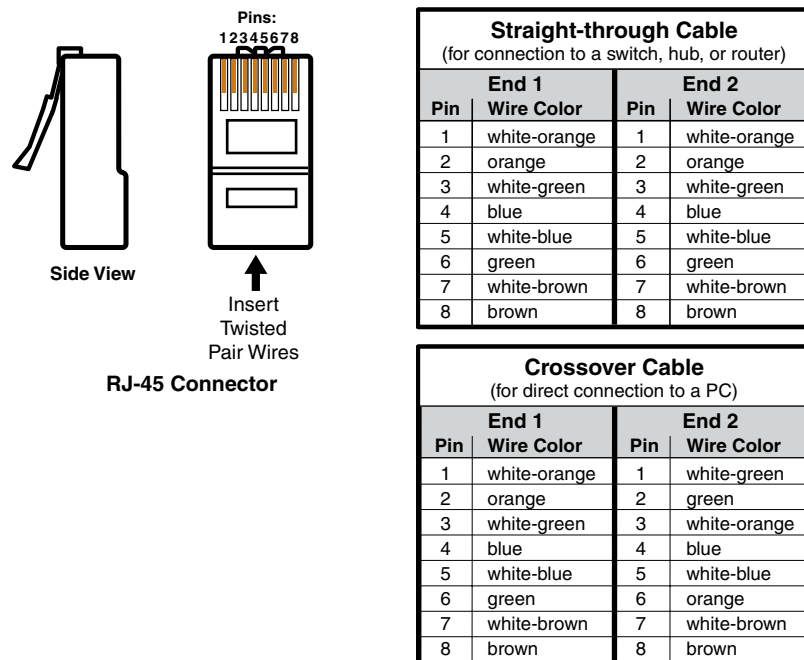 Pins:
12345678
Side View
Insert
Twisted
Pair Wires
RJ-45 Connector
Straight-through Cable
(for connection to a switch, hub, or router)
End 1 End 2
Pin Wire Color Pin Wire Color
1 white-orange 1 white-orange
2 orange 2 orange
3 white-green 3 white-green
4 blue 4 blue
5 white-blue 5 white-blue
6 green 6 green
7 white-brown 7 white-brown
8 brown 8 brown
Crossover Cable
(for direct connection to a PC)
End 1 End 2
Pin Wire Color Pin Wire Color
1 white-orange 1 white-green
2 orange 2 green
3 white-green 3 white-orange
4 blue 4 blue
5 white-blue 5 white-blue
6 green 6 orange
7 white-brown 7 white-brown
8 brown 8 brown